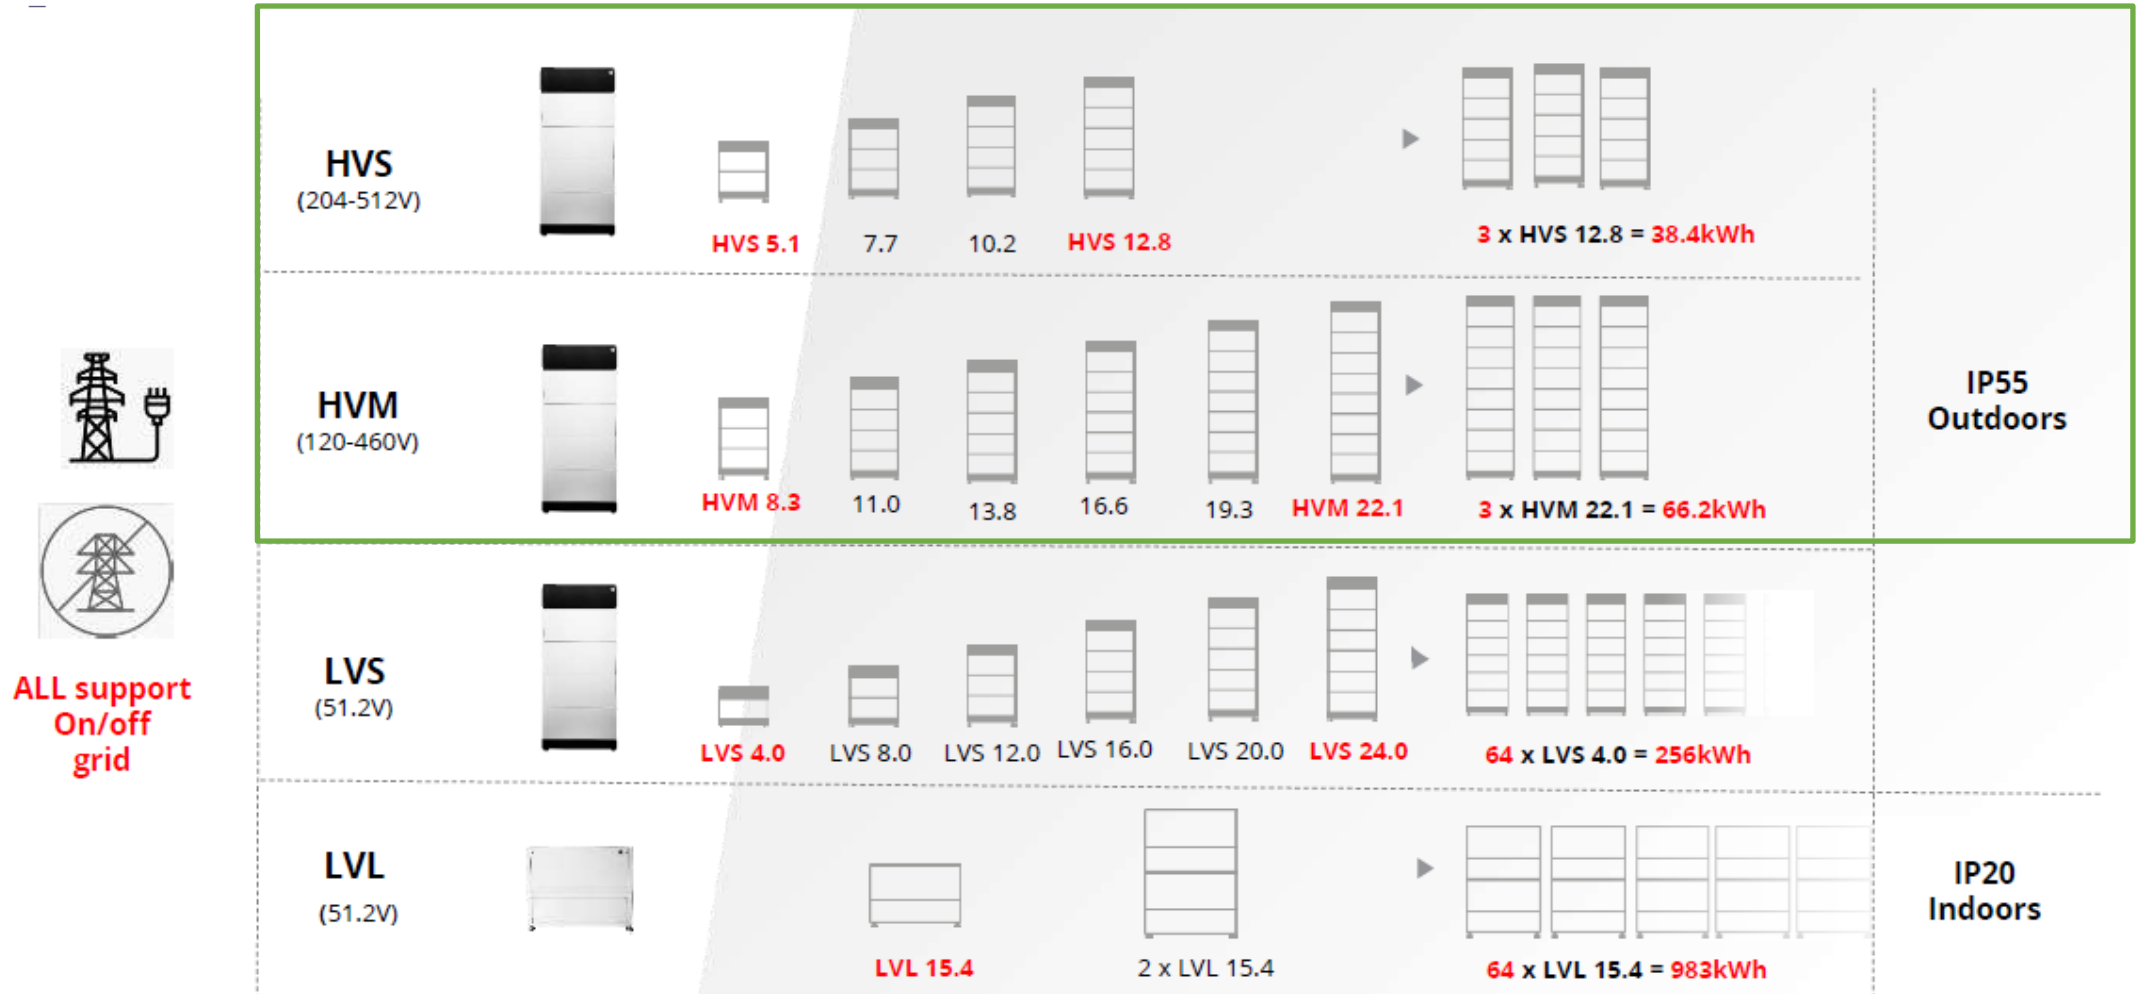 HVS
(204-512V)
HVS 5.1
7.7
10.2
HVS 12.8
3 x HVS 12.8 = 38.4kWh
HVM
(120-460V)
HVM 8.3
11.0
13.8
16.6
19.3
HVM 22.1
3 x HVM 22.1 = 66.2kWh
IP55
Outdoors
ALL support
On/off
grid
LVS
(51.2V)
LVS 4.0
LVS 8.0
LVS 12.0
LVS 16.0
LVS 20.0
LVS 24.0
64 x LVS 4.0 = 256kWh
LVL
(51.2V)
LVL 15.4
2 x LVL 15.4
64 x LVL 15.4 = 983kWh
IP20
Indoors